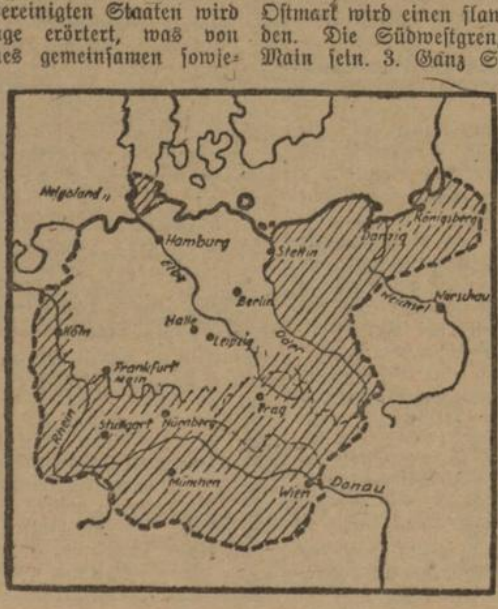 ereinigten Staaten wird
ge erörtert, was von
es gemeinsamen sowje-
Ostmark wird einen slaw
den. Die Südwestgren
Main sein. 3. Ganz S
Helgoland
Hamburg
Elbe
Stettin
Danzig
Königsberg
Weichsel
Warschau
Berlin
Halle
Leipzig
Oder
Köln
Frankfurt
Main
Prag
Rhein
Stuttgart
Nürnberg
München
Wien
Donau